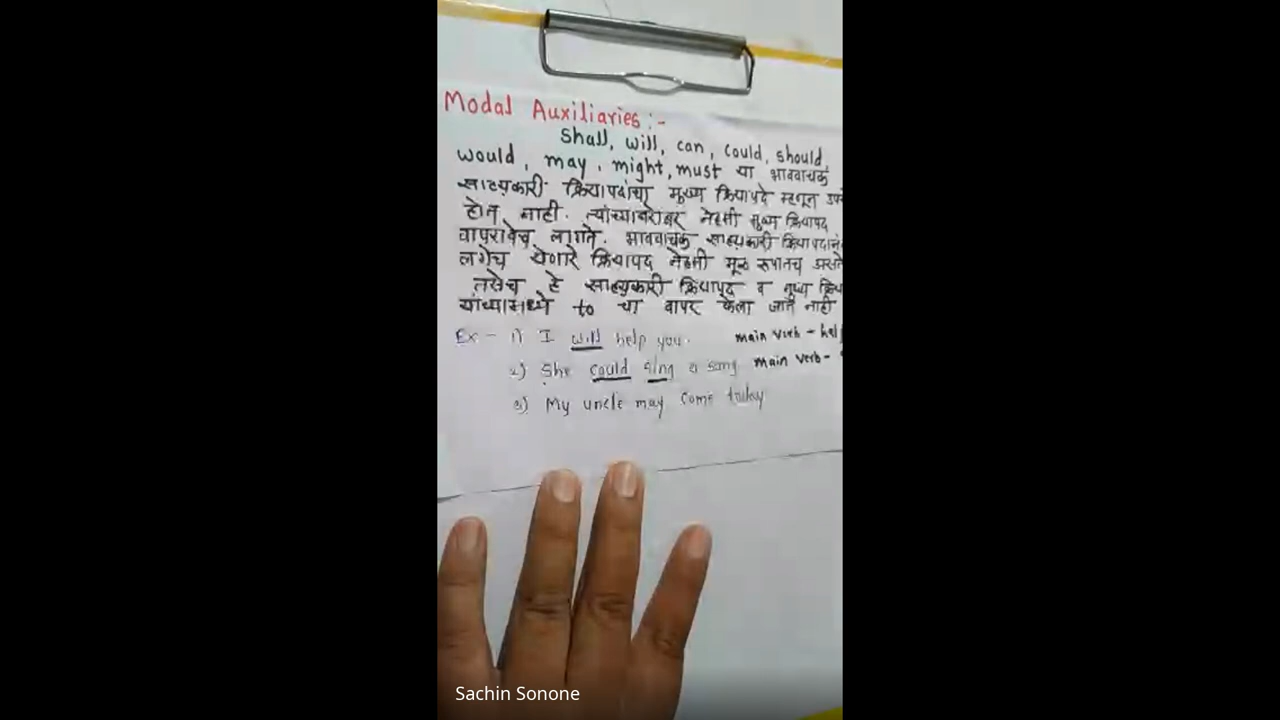 Modal Auxiliaries :-
Shall, will, can, could, should,
would, may, might, must या भाववाचक
साहय्यकारी क्रियापदांचा मुख्य क्रियापदे म्हणून
होत नाही. त्यांच्याबरोबर नेहमी मुख्य क्रियापद
वापरावेच लागते. भाववाचक साहय्यकारी
लगेच येणारे क्रियापद नेहमी मूळ रूपातच
तसेच हे साहय्यकारी क्रियापद व मुख्य
यांच्यामध्ये to चा वापर केला जात नाही
Ex - 1) I will help you. main verb -
2) She could sing a song main verb -
3) My uncle may come today
Sachin Sonone